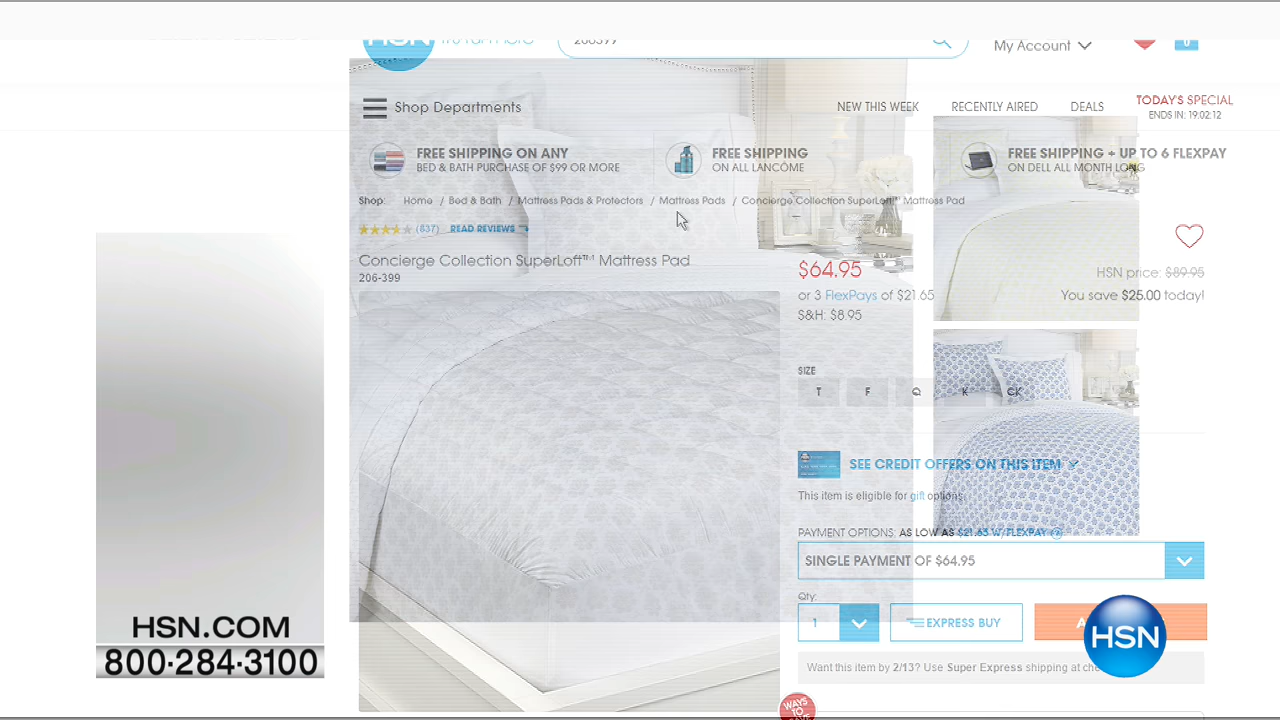 HSN
206399
My Account
0
Shop Departments
NEW THIS WEEK
RECENTLY AIRED
DEALS
TODAY'S SPECIAL
ENDS IN: 19:02:12
FREE SHIPPING ON ANY
BED & BATH PURCHASE OF $99 OR MORE
FREE SHIPPING
ON ALL LANCÔME
FREE SHIPPING + UP TO 6 FLEXPAY
ON DELL ALL MONTH LONG
Shop: Home / Bed & Bath / Mattress Pads & Protectors / Mattress Pads / Concierge Collection SuperLoft™ Mattress Pad
(837) READ REVIEWS
Concierge Collection SuperLoft™ Mattress Pad
206-399
$64.95
HSN price: $89.95
or 3 FlexPays of $21.65
You save $25.00 today!
S&H: $8.95
SIZE
T F Q K CK
SEE CREDIT OFFERS ON THIS ITEM
This item is eligible for gift options
PAYMENT OPTIONS: AS LOW AS $21.65 W/ FLEXPAY
SINGLE PAYMENT OF $64.95
Qty:
1
EXPRESS BUY
HSN
Want this item by 2/13? Use Super Express shipping at
WAYS TO
HSN.COM
800·284·3100